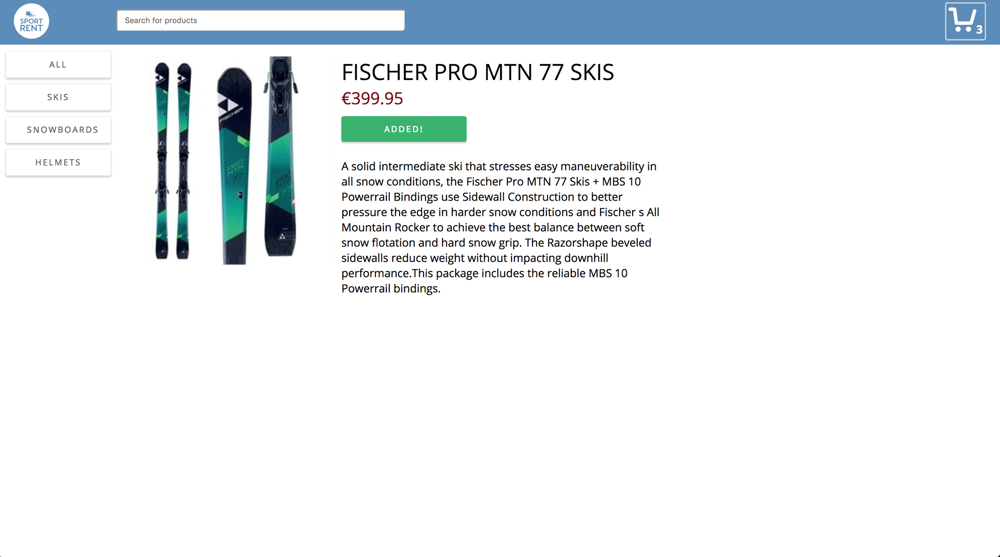 SPORT
RENT
Search for products
3
ALL
SKIS
SNOWBOARDS
HELMETS
FISCHER
PRO
MTN
77
PRO
MTN
77
FISCHER PRO MTN 77 SKIS
€399.95
ADDED!
A solid intermediate ski that stresses easy maneuverability in
all snow conditions, the Fischer Pro MTN 77 Skis + MBS 10
Powerrail Bindings use Sidewall Construction to better
pressure the edge in harder snow conditions and Fischer s All
Mountain Rocker to achieve the best balance between soft
snow flotation and hard snow grip. The Razorshape beveled
sidewalls reduce weight without impacting downhill
performance.This package includes the reliable MBS 10
Powerrail bindings.